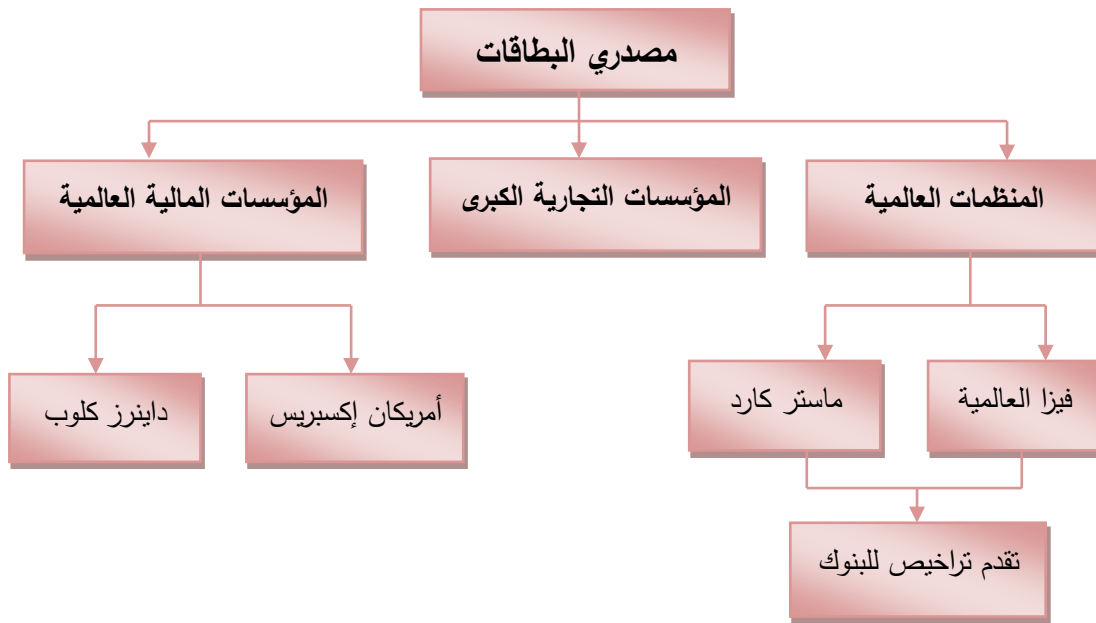 مصدري البطاقات
المنظمات العالمية
المؤسسات التجارية الكبرى
المؤسسات المالية العالمية
فيزا العالمية
ماستر كارد
أمريكان إكسبريس
داينرز كلوب
تقدم تراخيص للبنوك